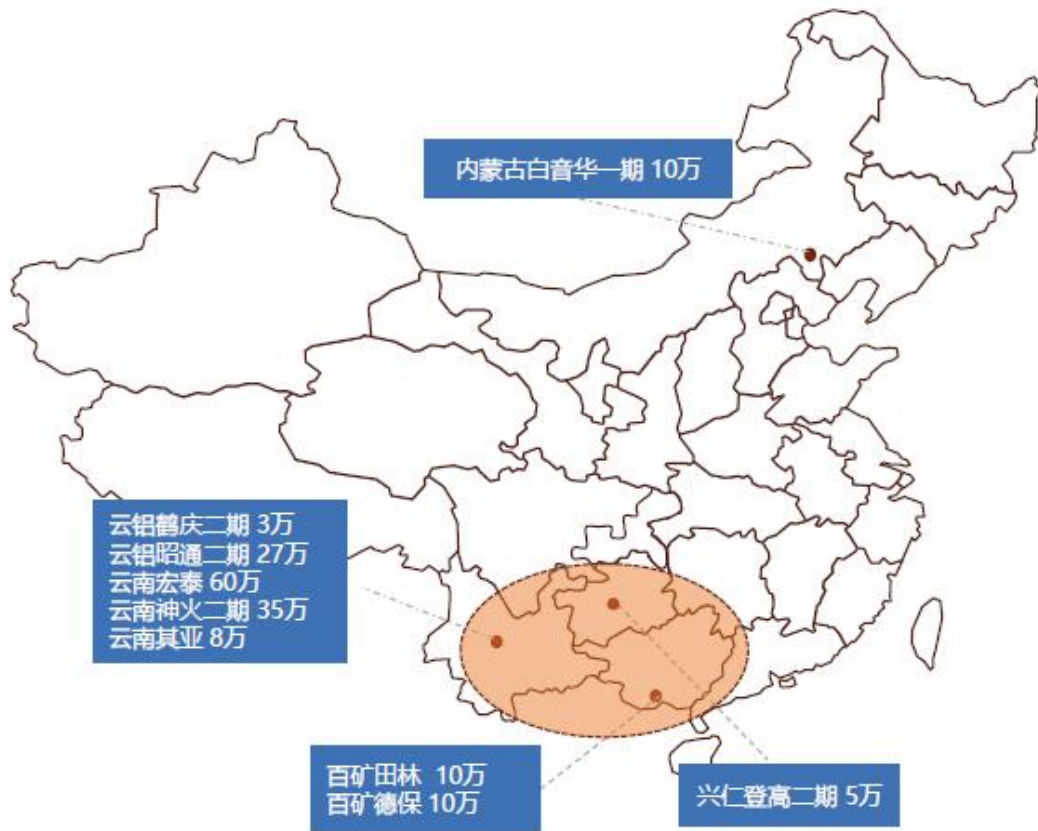 内蒙古白音华一期 10万
云铝鹤庆二期 3万
云铝昭通二期 27万
云南宏泰 60万
云南神火二期 35万
云南其亚 8万
百矿田林 10万
百矿德保 10万
兴仁登高二期 5万